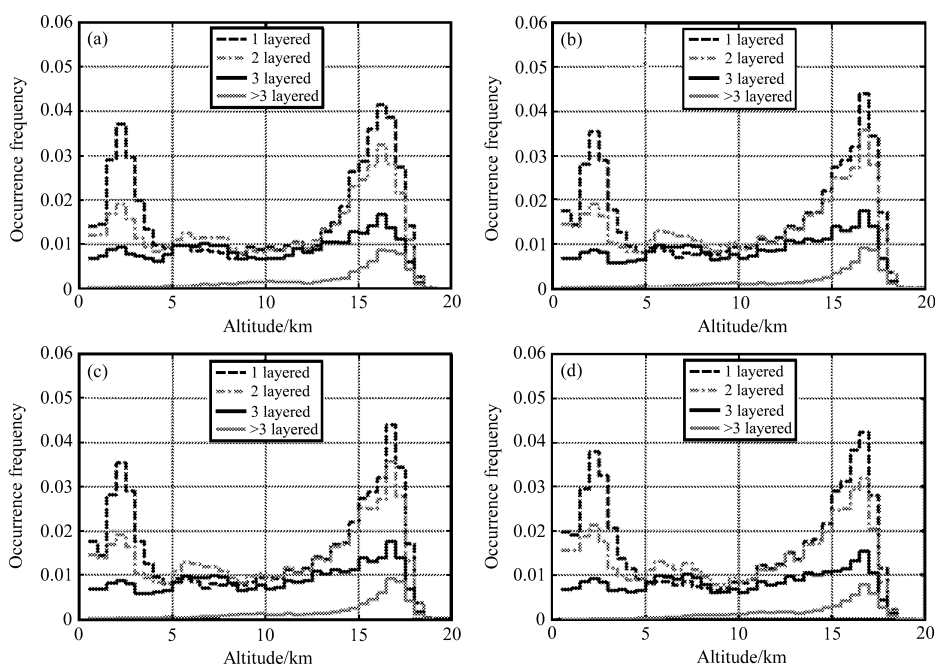 0.06
0.05
0.04
0.03
0.02
0.01
0
Occurrence frequency
(a)
1 layered
2 layered
3 layered
>3 layered
0 5 10 15 20
Altitude/km
0.06
0.05
0.04
0.03
0.02
0.01
0
Occurrence frequency
(b)
1 layered
2 layered
3 layered
>3 layered
0 5 10 15 20
Altitude/km
0.06
0.05
0.04
0.03
0.02
0.01
0
Occurrence frequency
(c)
1 layered
2 layered
3 layered
>3 layered
0 5 10 15 20
Altitude/km
0.06
0.05
0.04
0.03
0.02
0.01
0
Occurrence frequency
(d)
1 layered
2 layered
3 layered
>3 layered
0 5 10 15 20
Altitude/km